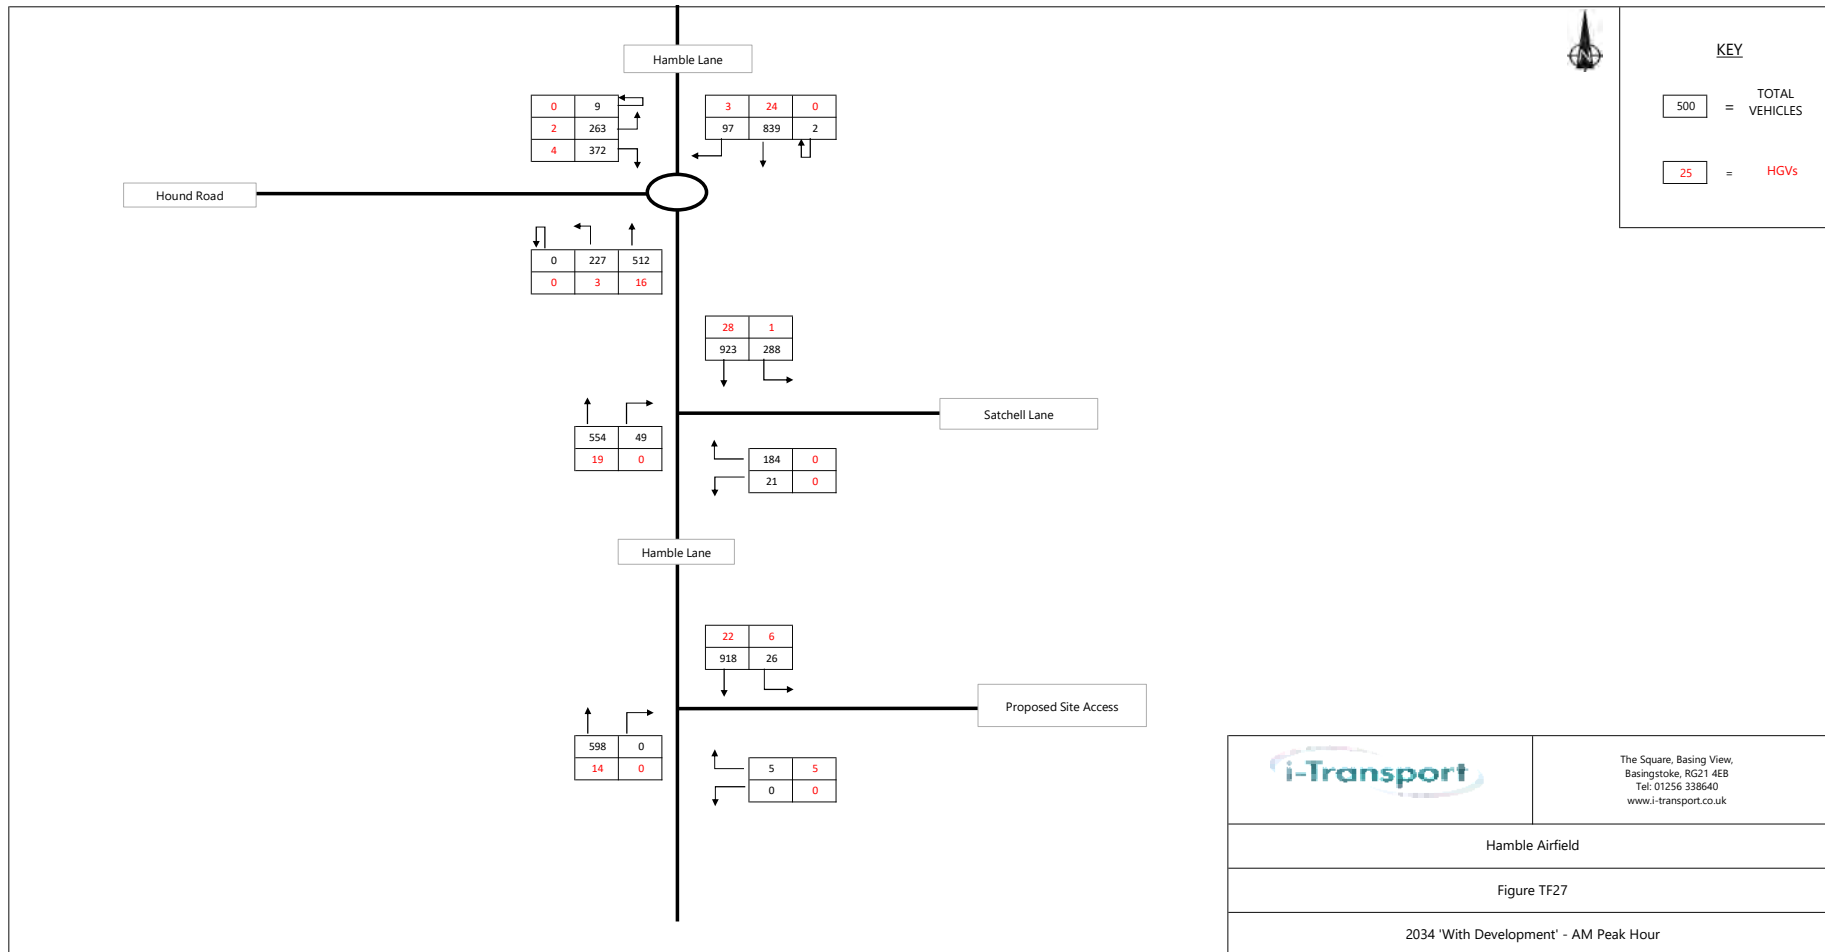 Hamble Lane
KEY
500 = TOTAL VEHICLES
25 = HGVs
0 9
2 263
4 372
3 24 0
97 839 2
Hound Road
0 227 512
0 3 16
28 1
923 288
Satchell Lane
554 49
19 0
184 0
21 0
Hamble Lane
22 6
918 26
Proposed Site Access
598 0
14 0
5 5
0 0
i-Transport
The Square, Basing View,
Basingstoke, RG21 4EB
Tel: 01256 338640
www.i-transport.co.uk
Hamble Airfield
Figure TF27
2034 'With Development' - AM Peak Hour